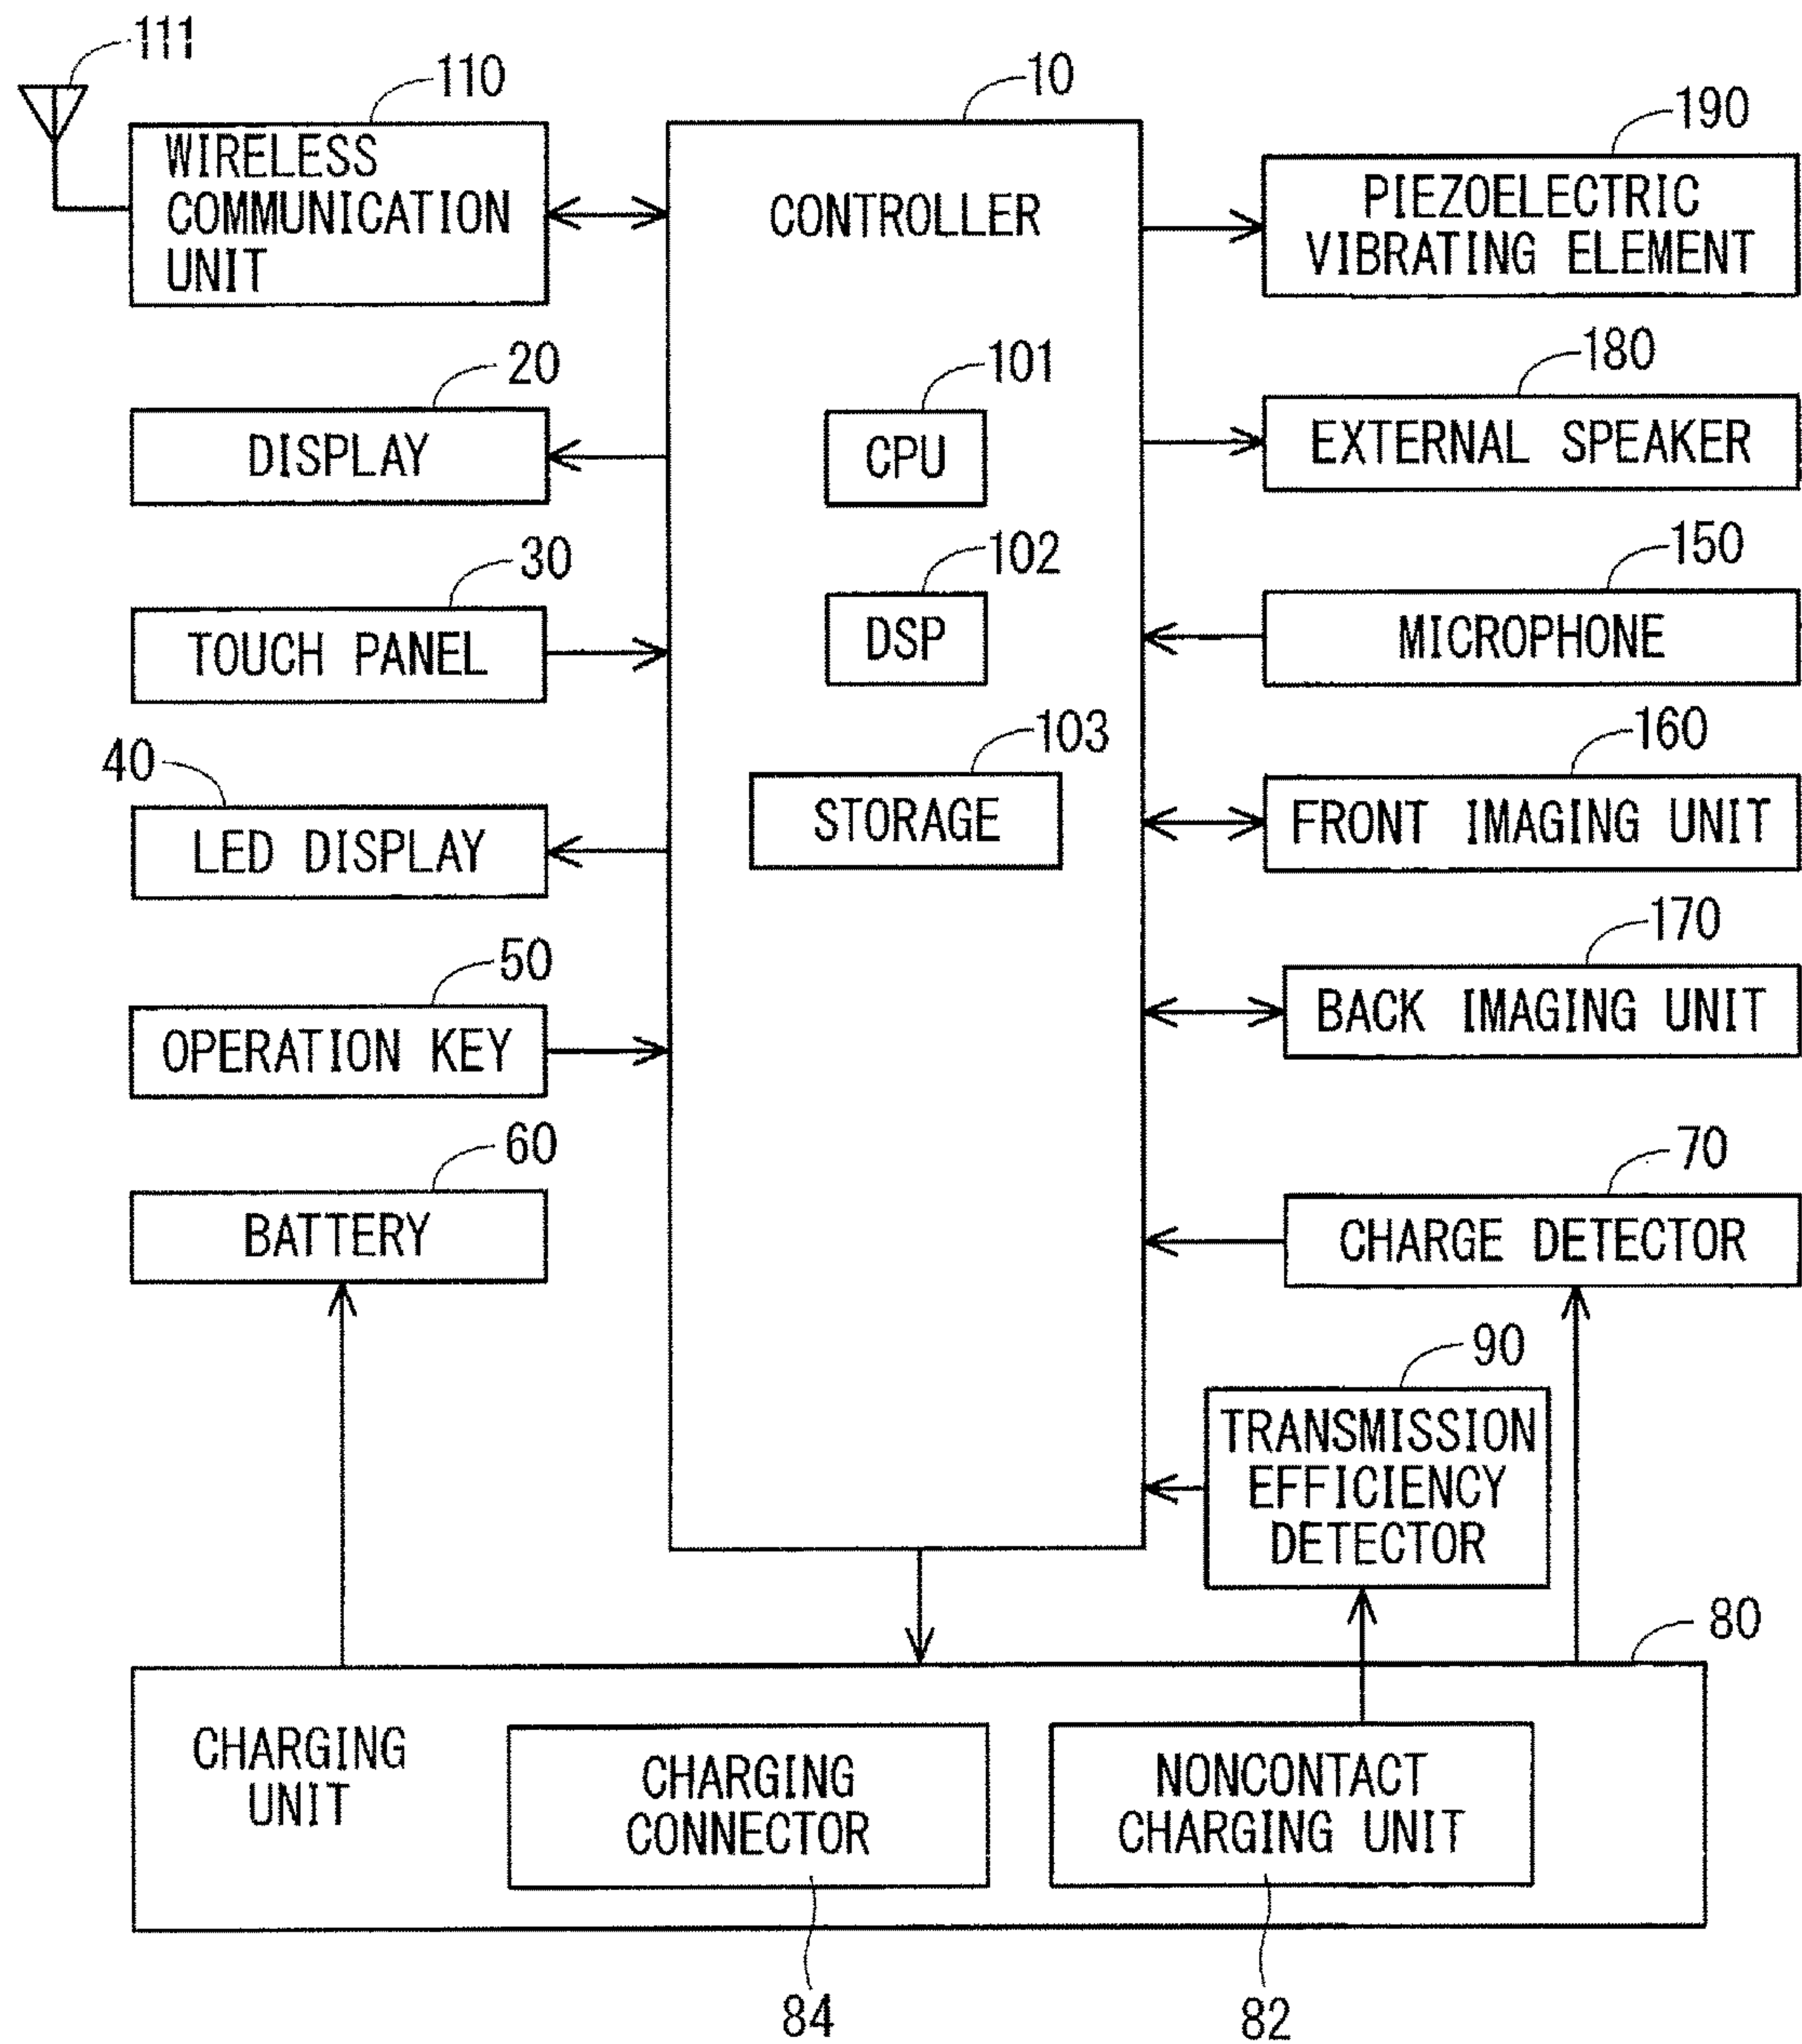 111
110
WIRELESS
COMMUNICATION
UNIT
10
CONTROLLER
190
PIEZOELECTRIC
VIBRATING ELEMENT
20
DISPLAY
101
CPU
180
EXTERNAL SPEAKER
30
TOUCH PANEL
102
DSP
150
MICROPHONE
40
LED DISPLAY
103
STORAGE
160
FRONT IMAGING UNIT
50
OPERATION KEY
170
BACK IMAGING UNIT
60
BATTERY
70
CHARGE DETECTOR
90
TRANSMISSION
EFFICIENCY
DETECTOR
80
CHARGING
UNIT
CHARGING
CONNECTOR
NONCONTACT
CHARGING UNIT
84
82